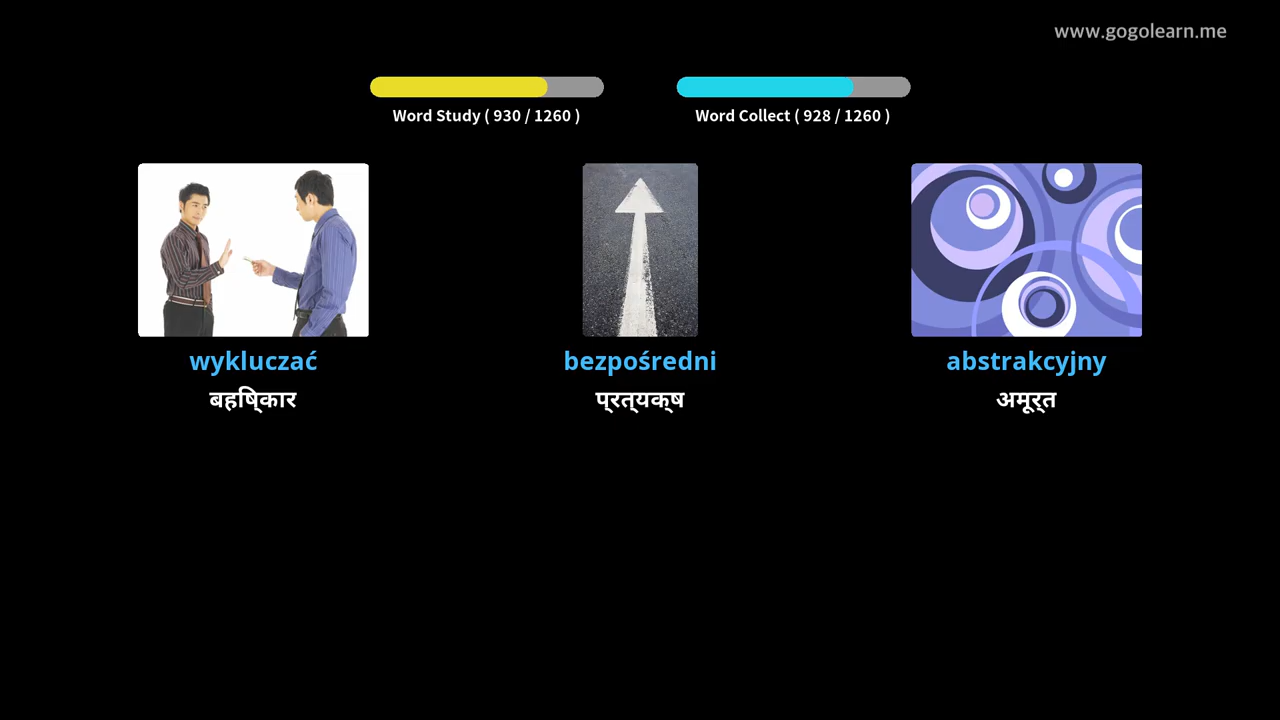 www.gogolearn.me
Word Study ( 930 / 1260 )
Word Collect ( 928 / 1260 )
wykluczać
bezpośredni
abstrakcyjny
बहिष्कार
प्रत्यक्ष
अमूर्त